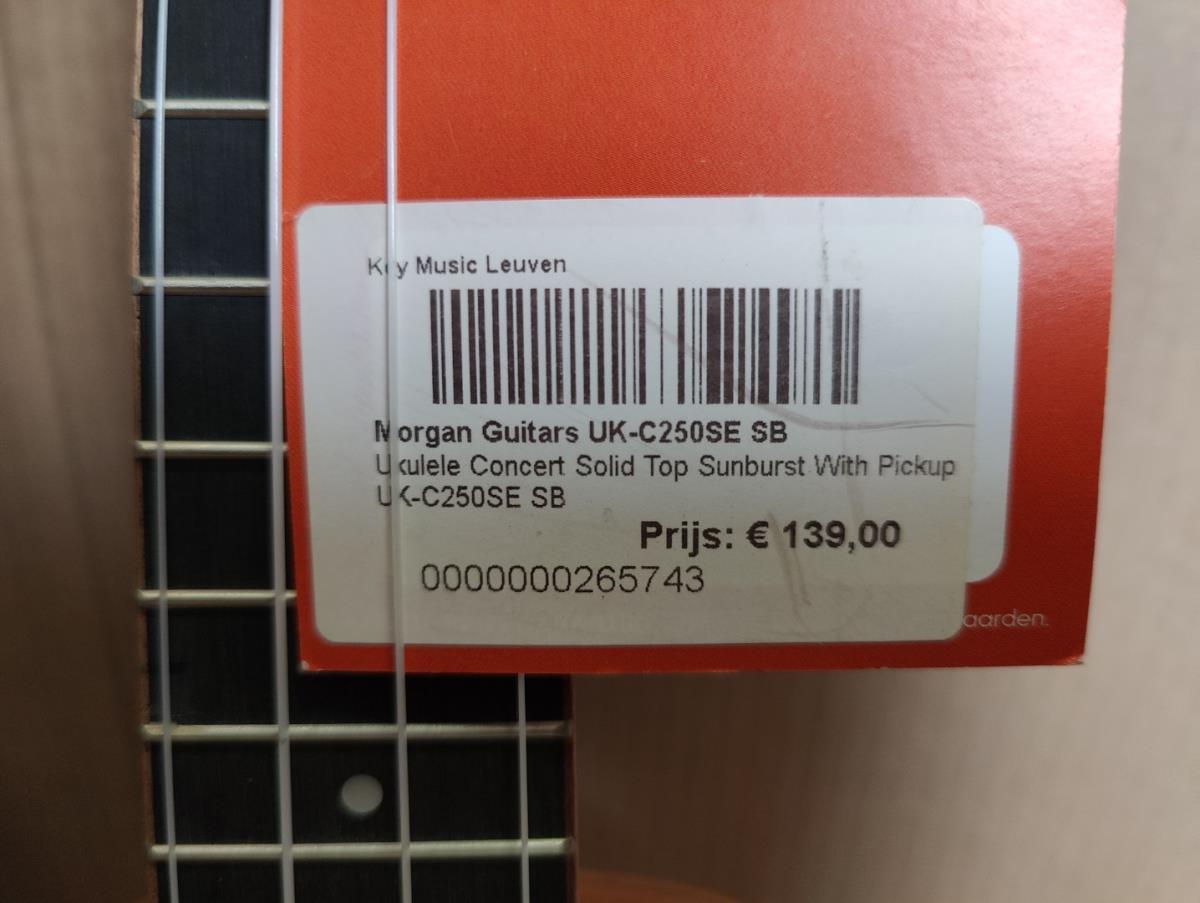 Key Music Leuven
Morgan Guitars UK-C250SE SB
Ukulele Concert Solid Top Sunburst With Pickup
UK-C250SE SB
Prijs: € 139,00
0000000265743
aarden.